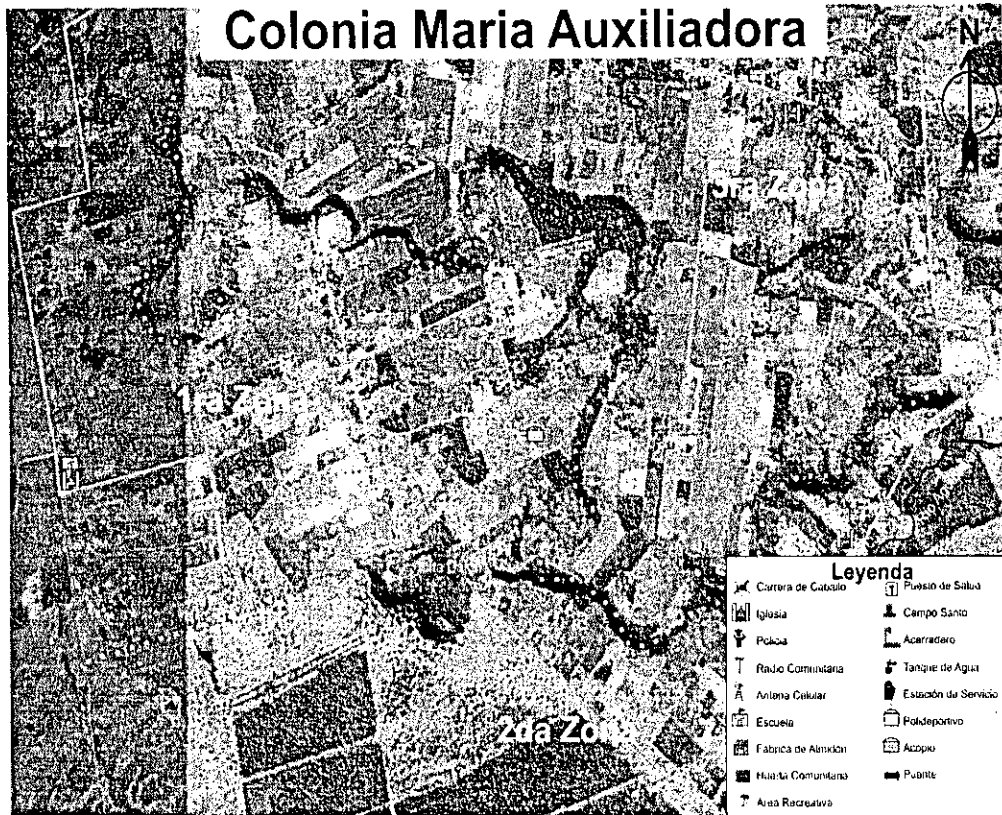 Colonia Maria Auxiliadora
N
3ra Zona
1ra Zona
2da Zona
Leyenda
Carrera de Caballo
Iglesia
Policia
Radio Comunitaria
Antena Celular
Escuela
Fabrica de Almidon
Huerta Comunitaria
Area Recreativa
Puesto de Salud
Campo Santo
Acerradero
Tanque de Agua
Estación de Servicio
Polideportivo
Acopio
Puente